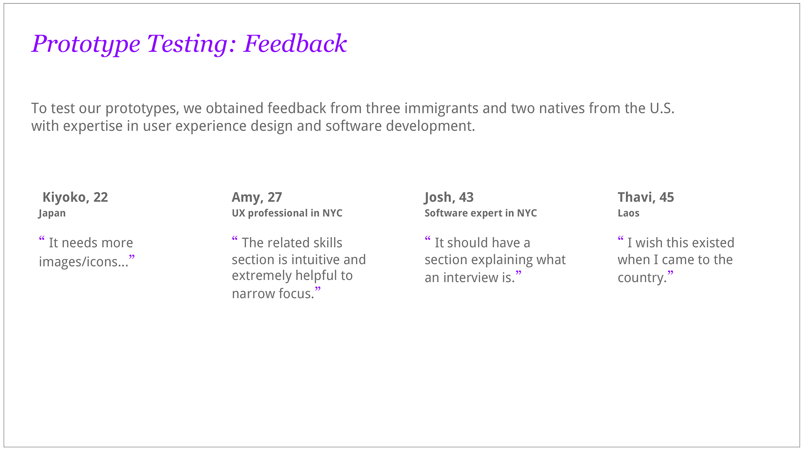 Prototype Testing: Feedback
To test our prototypes, we obtained feedback from three immigrants and two natives from the U.S.
with expertise in user experience design and software development.
Kiyoko, 22
Japan
“ It needs more
images/icons...”
Amy, 27
UX professional in NYC
“ The related skills
section is intuitive and
extremely helpful to
narrow focus.”
Josh, 43
Software expert in NYC
“ It should have a
section explaining what
an interview is.”
Thavi, 45
Laos
“ I wish this existed
when I came to the
country.”